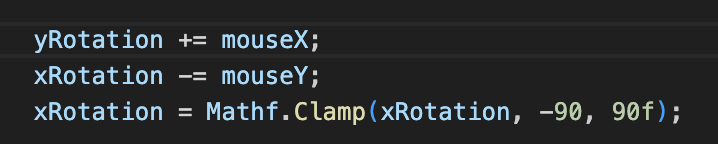 yRotation += mouseX;
xRotation -= mouseY;
xRotation = Mathf.Clamp(xRotation, -90, 90f);